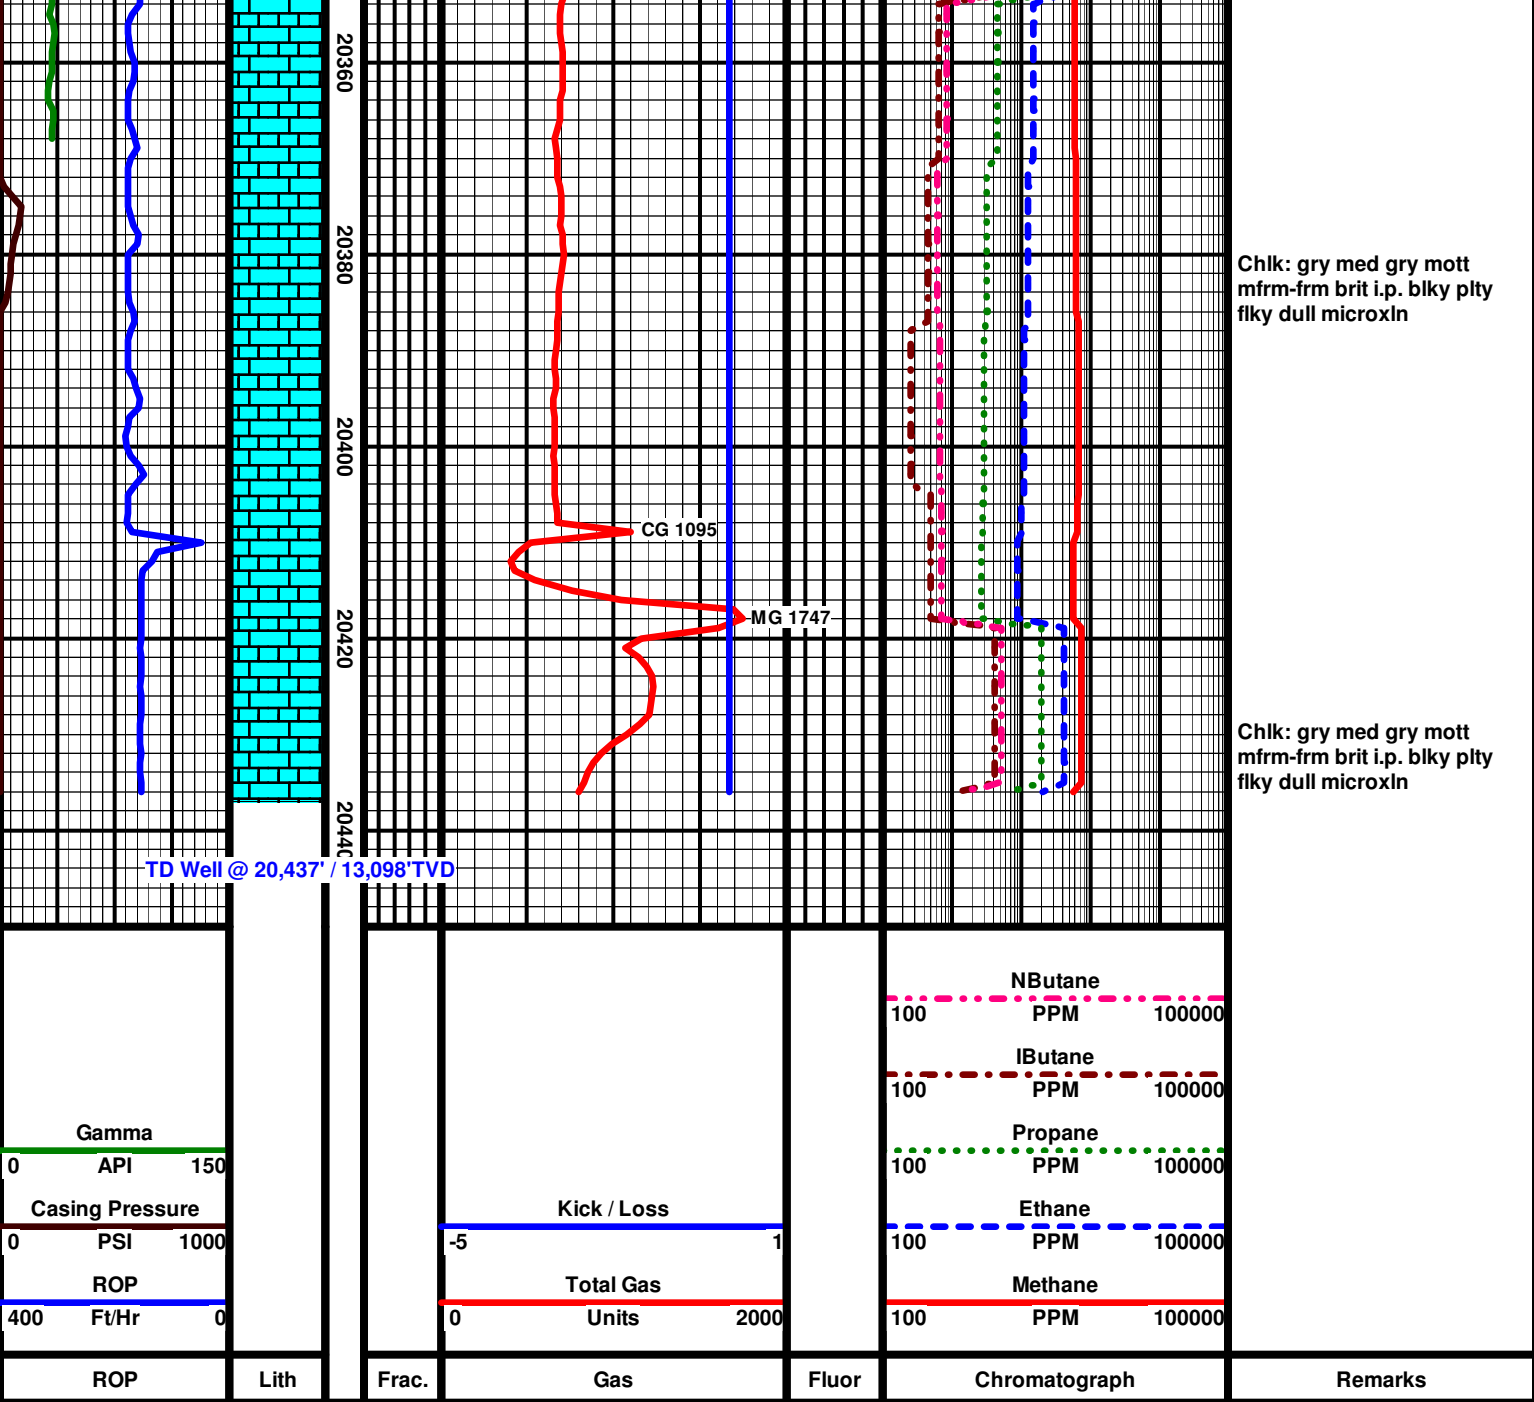 20360
20380
Chlk: gry med gry mott
mfrm-frm brit i.p. blky plty
flky dull microxln
20400
CG 1095
MG 1747
20420
Chlk: gry med gry mott
mfrm-frm brit i.p. blky plty
flky dull microxln
20440
TD Well @ 20,437' / 13,098'TVD
NButane
100 PPM 100000
IButane
100 PPM 100000
Gamma
0 API 150
Propane
100 PPM 100000
Casing Pressure
0 PSI 1000
Kick / Loss
-5 1
Ethane
100 PPM 100000
ROP
400 Ft/Hr 0
Total Gas
0 Units 2000
Methane
100 PPM 100000
ROP Lith Frac. Gas Fluor Chromatograph Remarks